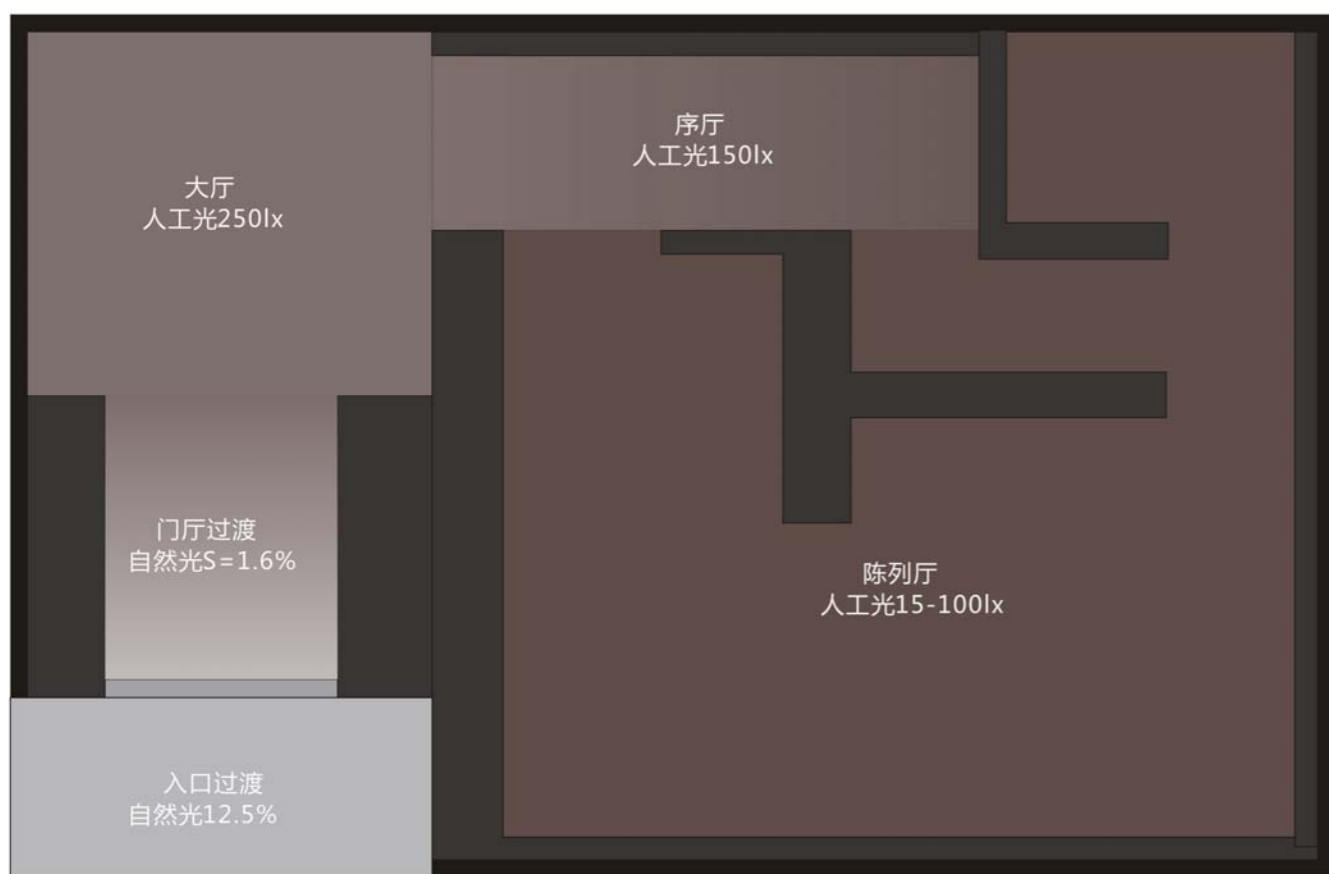 序厅
人工光150lx
大厅
人工光250lx
门厅过渡
自然光S=1.6%
陈列厅
人工光15-100lx
入口过渡
自然光12.5%